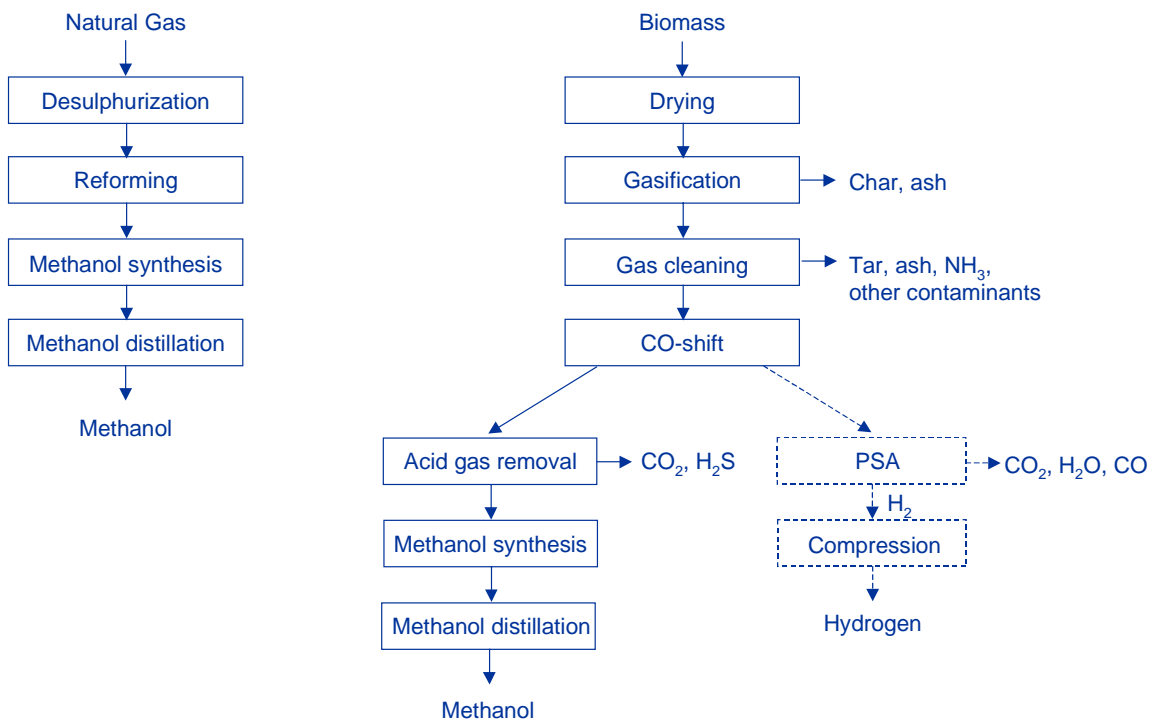 Natural Gas
Desulphurization
Reforming
Methanol synthesis
Methanol distillation
Methanol
Biomass
Drying
Gasification
Char, ash
Gas cleaning
Tar, ash, NH3,
other contaminants
CO-shift
Acid gas removal
CO2, H2S
Methanol synthesis
Methanol distillation
Methanol
PSA
CO2, H2O, CO
H2
Compression
Hydrogen